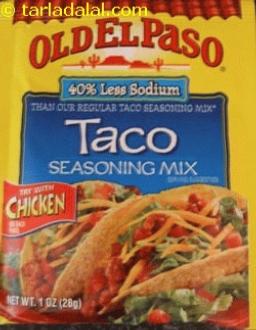 © tarladalal.com
OLD EL PASO
40% Less Sodium
THAN OUR REGULAR TACO SEASONING MIX*
Taco
SEASONING MIX
TRY WITH
CHICKEN
NET WT. 1 OZ (28g)